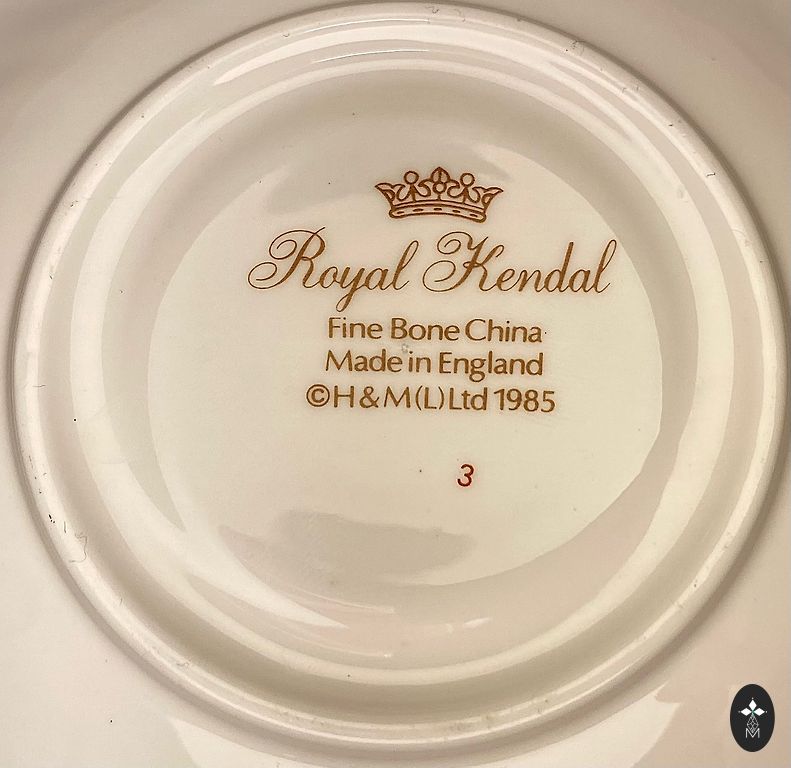 Royal Kendal
Fine Bone China
Made in England
©H&M(L)Ltd 1985
3
M